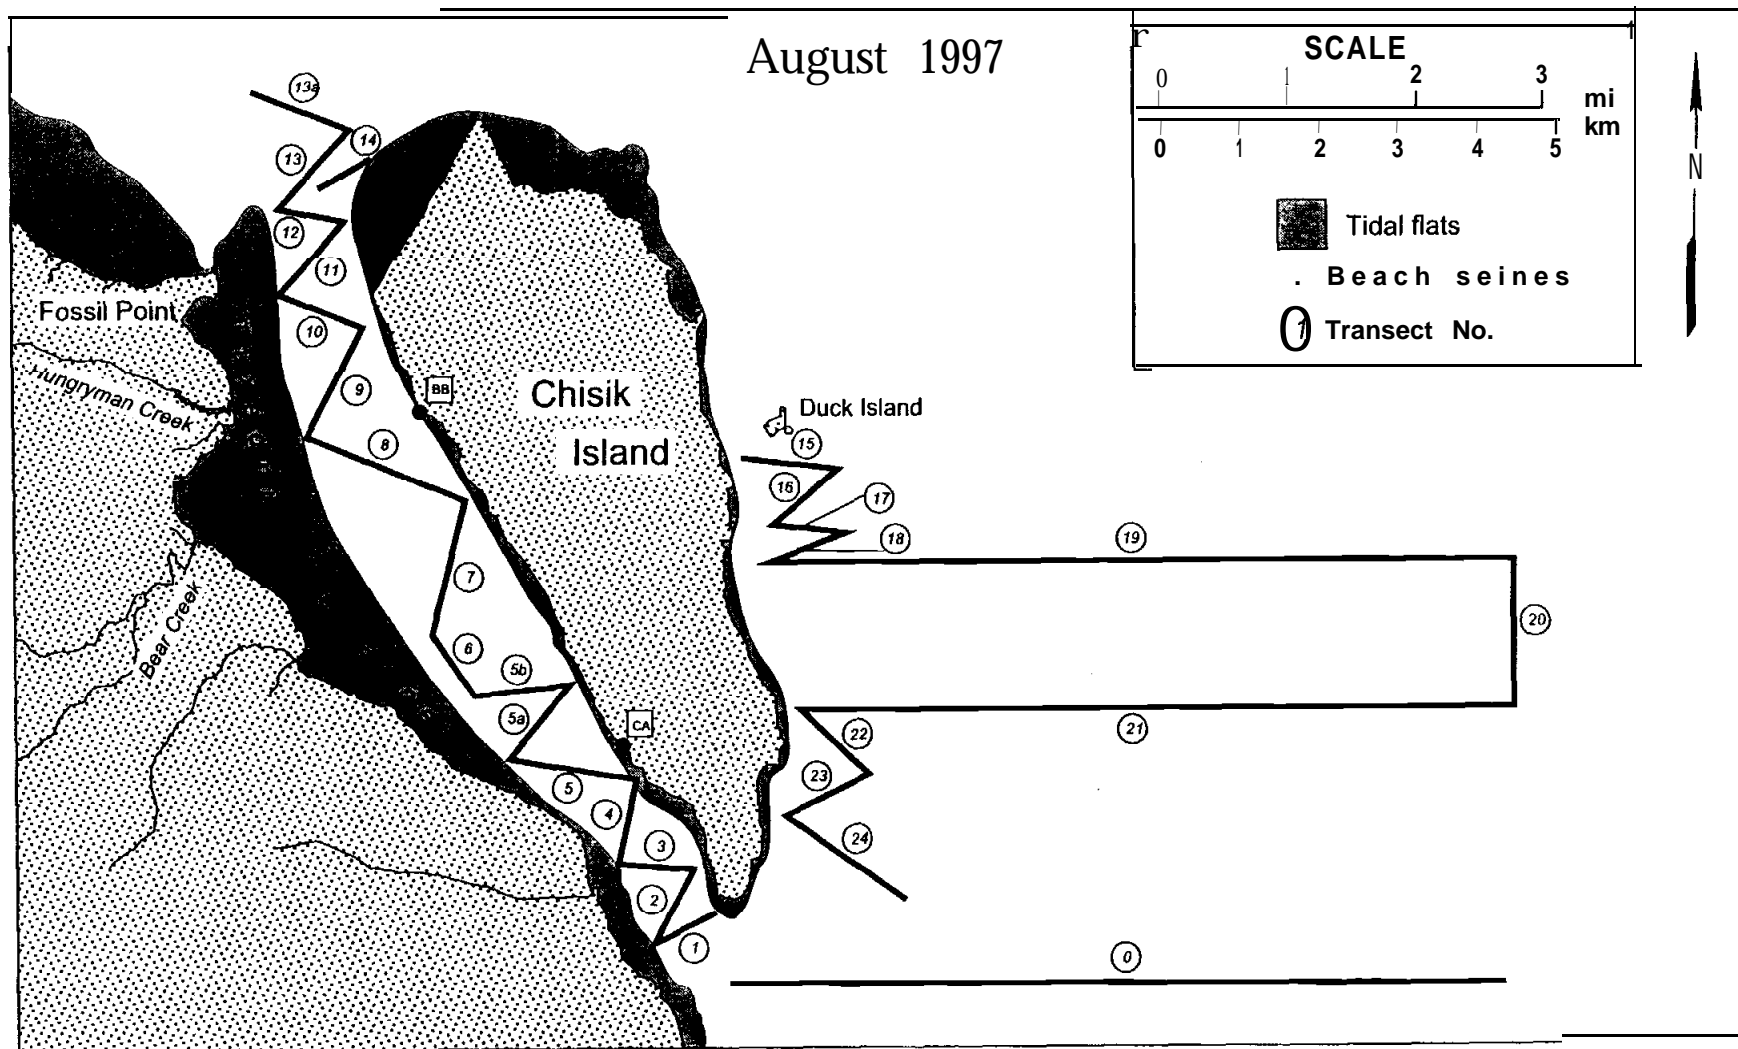 August 1997
SCALE
0 1 2 3
mi
km
0 1 2 3 4 5
N
Tidal flats
. Beach seines
1 Transect No.
13a
14
13
12
11
Fossil Point
10
Hungryman Creek
9
BB
8
Chisik
Island
Duck Island
15
16
17
18
19
20
7
6
5b
Bear Creek
5a
CA
21
22
23
5
4
24
3
2
1
0